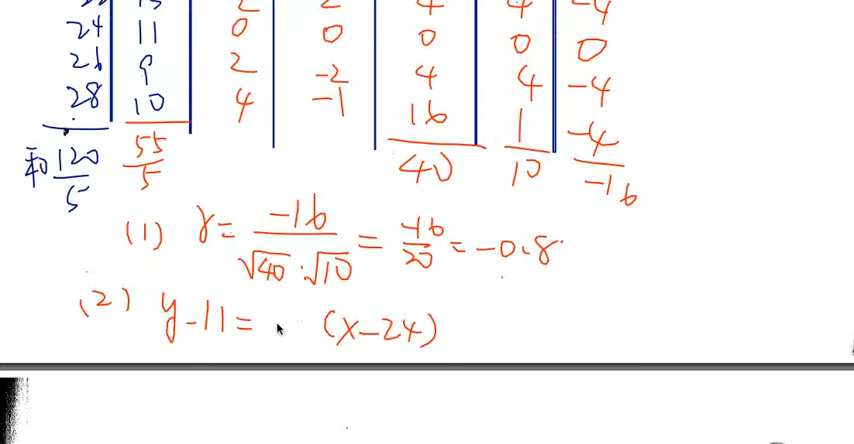 24 11 0 0 0 0 0
26 9 2 -2 4 4 -4
28 10 4 -1 16 1 -4
和 120/5 55/5 40 10 -16
(1) γ = -16/(√40·√10) = -16/20 = -0.8
(2) y-11= (x-24)